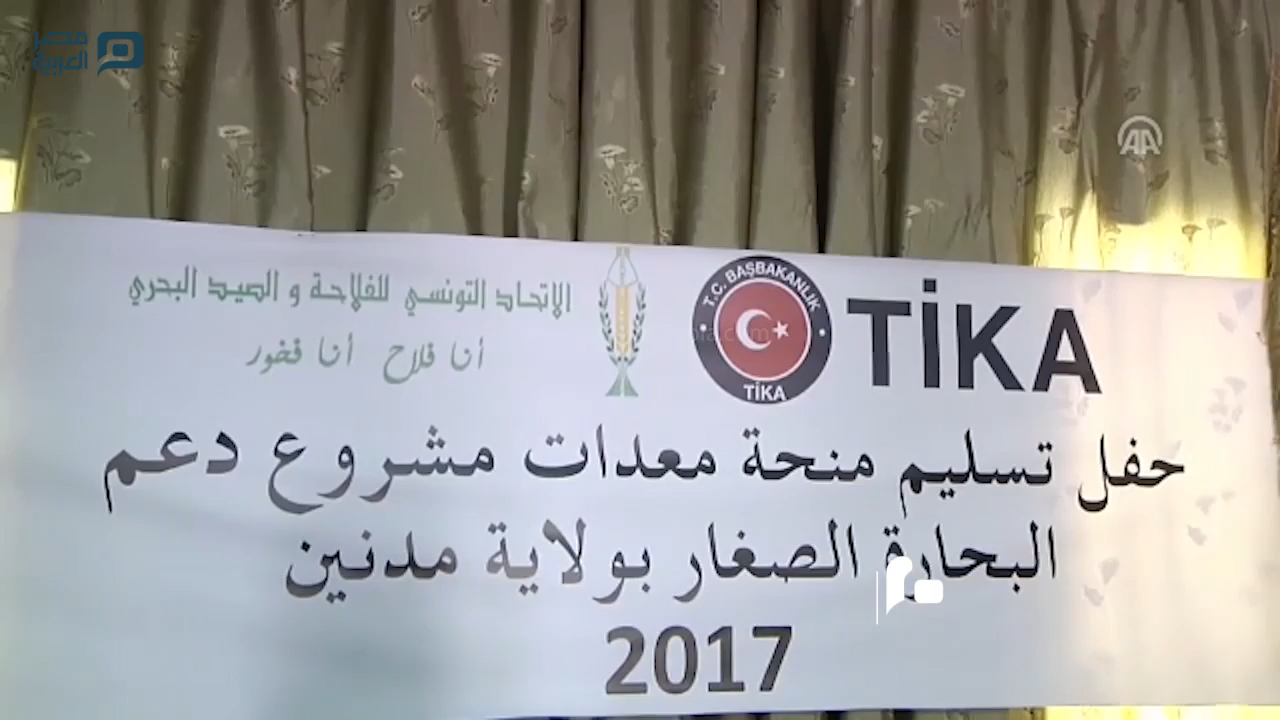 مصر
العربية
AA
الاتحاد التونسي للفلاحة و الصيد البحري
أنا فلاح أنا فخور
T.C. BAŞBAKANLIK
TİKA
TİKA
حفل تسليم منحة معدات مشروع دعم
البحارة الصغار بولاية مدنين
2017